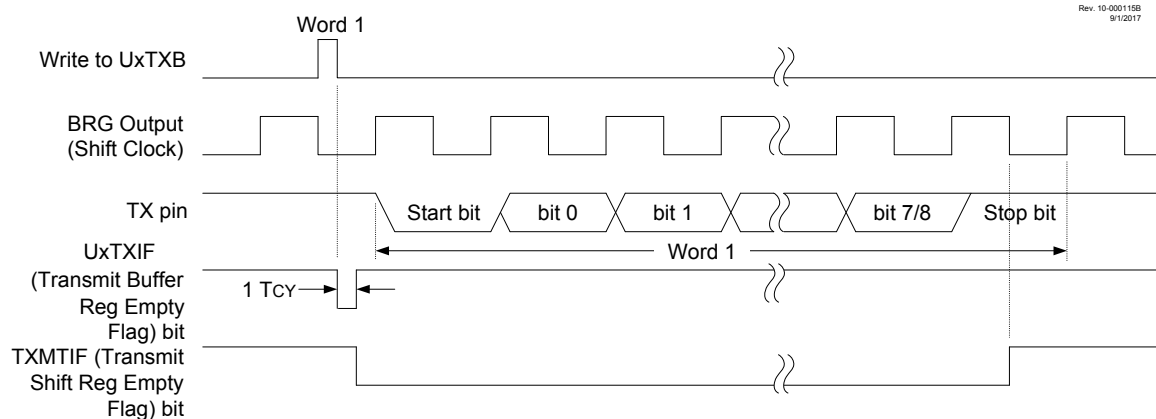 Rev. 10-000115B
9/1/2017
Word 1
Write to UxTXB
BRG Output
(Shift Clock)
TX pin
Start bit
bit 0
bit 1
bit 7/8
Stop bit
Word 1
UxTXIF
(Transmit Buffer
Reg Empty
Flag) bit
1 TCY
TXMTIF (Transmit
Shift Reg Empty
Flag) bit